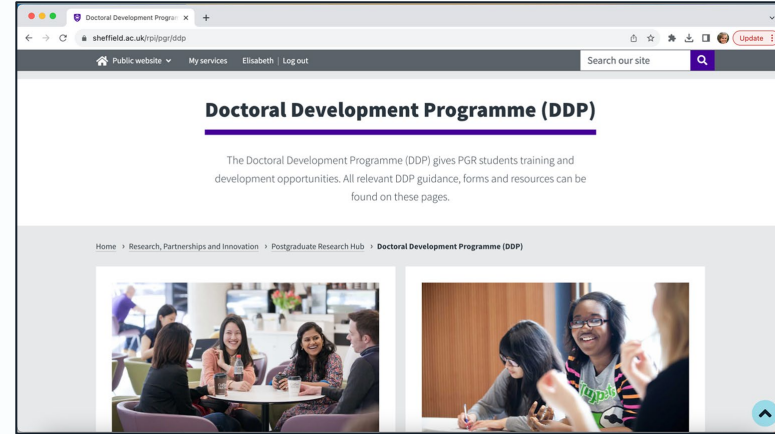 Doctoral Development Program
sheffield.ac.uk/rpi/pgr/ddp
Update
Public website
My services
Elisabeth | Log out
Search our site
Doctoral Development Programme (DDP)
The Doctoral Development Programme (DDP) gives PGR students training and
development opportunities. All relevant DDP guidance, forms and resources can be
found on these pages.
Home › Research, Partnerships and Innovation › Postgraduate Research Hub › Doctoral Development Programme (DDP)